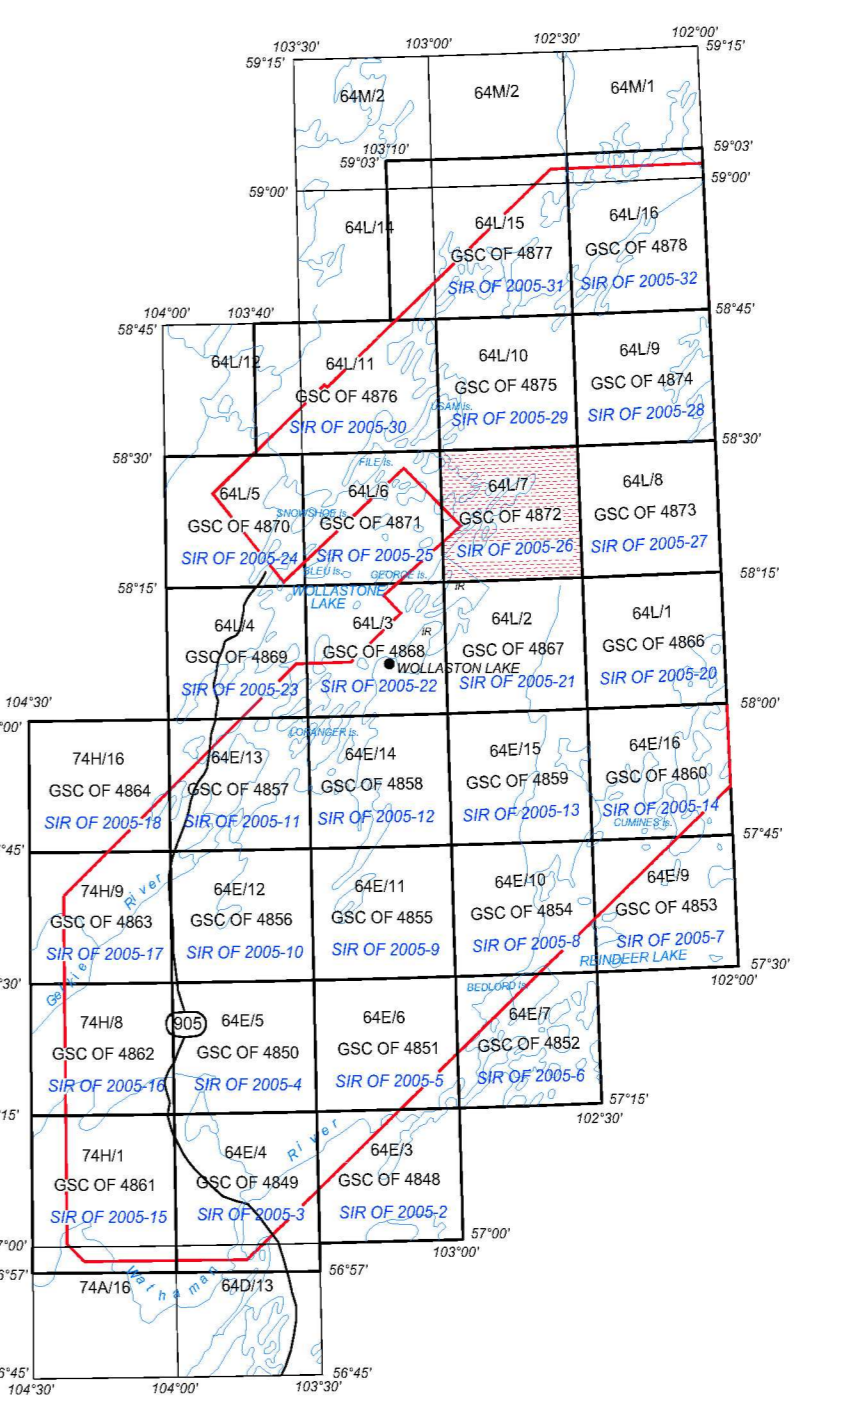 103°30'
103°00'
102°30'
102°00'
59°15'
59°15'
64M/2
64M/2
64M/1
103°10'
59°03'
59°03'
59°00'
59°00'
64L/14
64L/15
GSC OF 4877
SIR OF 2005-31
64L/16
GSC OF 4878
SIR OF 2005-32
104°00'
103°40'
58°45'
58°45'
64L/12
64L/11
GSC OF 4876
SIR OF 2005-30
64L/10
GSC OF 4875
USAM is.
SIR OF 2005-29
64L/9
GSC OF 4874
SIR OF 2005-28
58°30'
58°30'
FILE is.
64L/5
GSC OF 4870
SIR OF 2005-24
64L/6
SNOWSHOE is.
GSC OF 4871
SIR OF 2005-25
64L/7
GSC OF 4872
SIR OF 2005-26
64L/8
GSC OF 4873
SIR OF 2005-27
58°15'
58°15'
BLEU is.
GEORGE is.
WOLLASTONE
LAKE
IR
64L/4
GSC OF 4869
SIR OF 2005-23
64L/3
IR
GSC OF 4868
WOLLASTON LAKE
SIR OF 2005-22
64L/2
GSC OF 4867
SIR OF 2005-21
64L/1
GSC OF 4866
SIR OF 2005-20
104°30'
°00'
58°00'
LORANGER is.
74H/16
GSC OF 4864
SIR OF 2005-18
64E/13
GSC OF 4857
SIR OF 2005-11
64E/14
GSC OF 4858
SIR OF 2005-12
64E/15
GSC OF 4859
SIR OF 2005-13
64E/16
GSC OF 4860
SIR OF 2005-14
CUMINES is.
°45'
57°45'
74H/9
River
GSC OF 4863
SIR OF 2005-17
64E/12
GSC OF 4856
SIR OF 2005-10
64E/11
GSC OF 4855
SIR OF 2005-9
64E/10
GSC OF 4854
SIR OF 2005-8
64E/9
GSC OF 4853
SIR OF 2005-7
REINDEER LAKE
°30'
57°30'
102°00'
BEDLORD is.
74H/8
GSC OF 4862
SIR OF 2005-16
905
64E/5
GSC OF 4850
SIR OF 2005-4
64E/6
GSC OF 4851
SIR OF 2005-5
64E/7
GSC OF 4852
SIR OF 2005-6
15'
57°15'
102°30'
74H/1
GSC OF 4861
SIR OF 2005-15
64E/4
River
GSC OF 4849
SIR OF 2005-3
64E/3
GSC OF 4848
SIR OF 2005-2
7°00'
57°00'
103°00'
6°57'
56°57'
74A/16
Wathaman
64D/13
6°45'
56°45'
104°30'
104°00'
103°30'